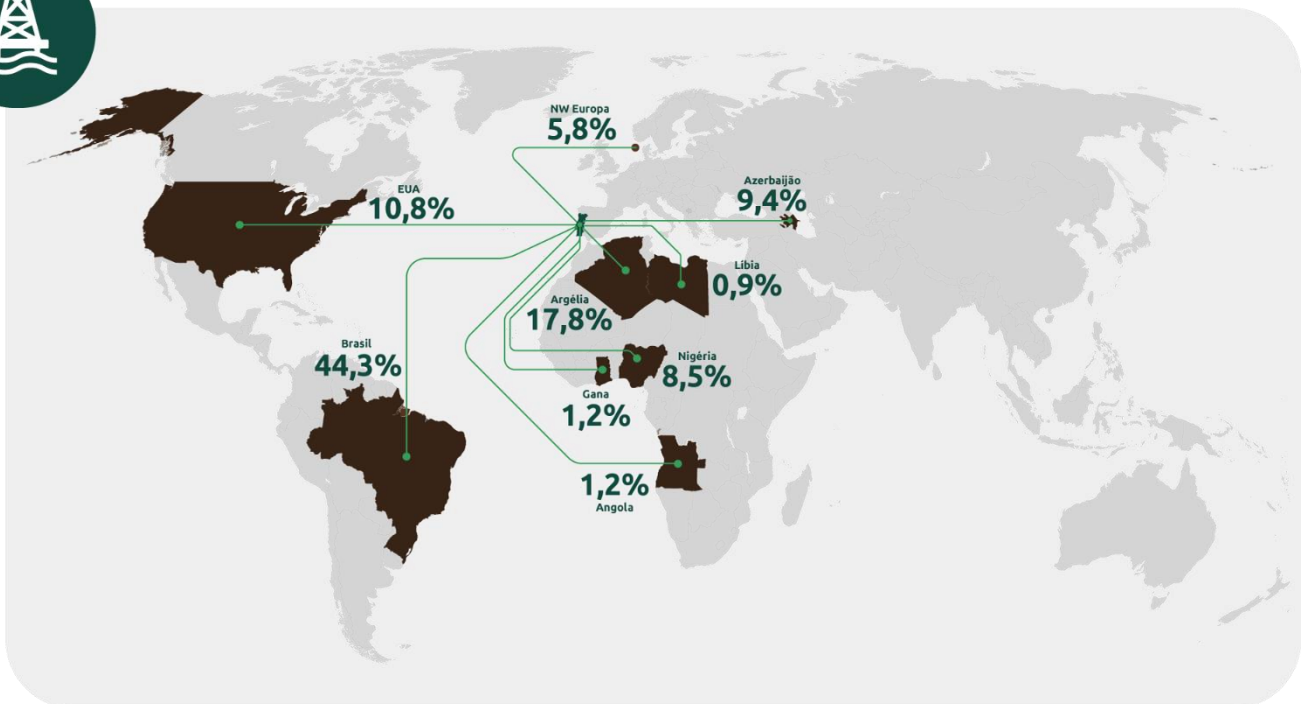 NW Europa
5,8%
EUA
10,8%
Azerbaijão
9,4%
Líbia
0,9%
Argélia
17,8%
Brasil
44,3%
Nigéria
8,5%
Gana
1,2%
1,2%
Angola